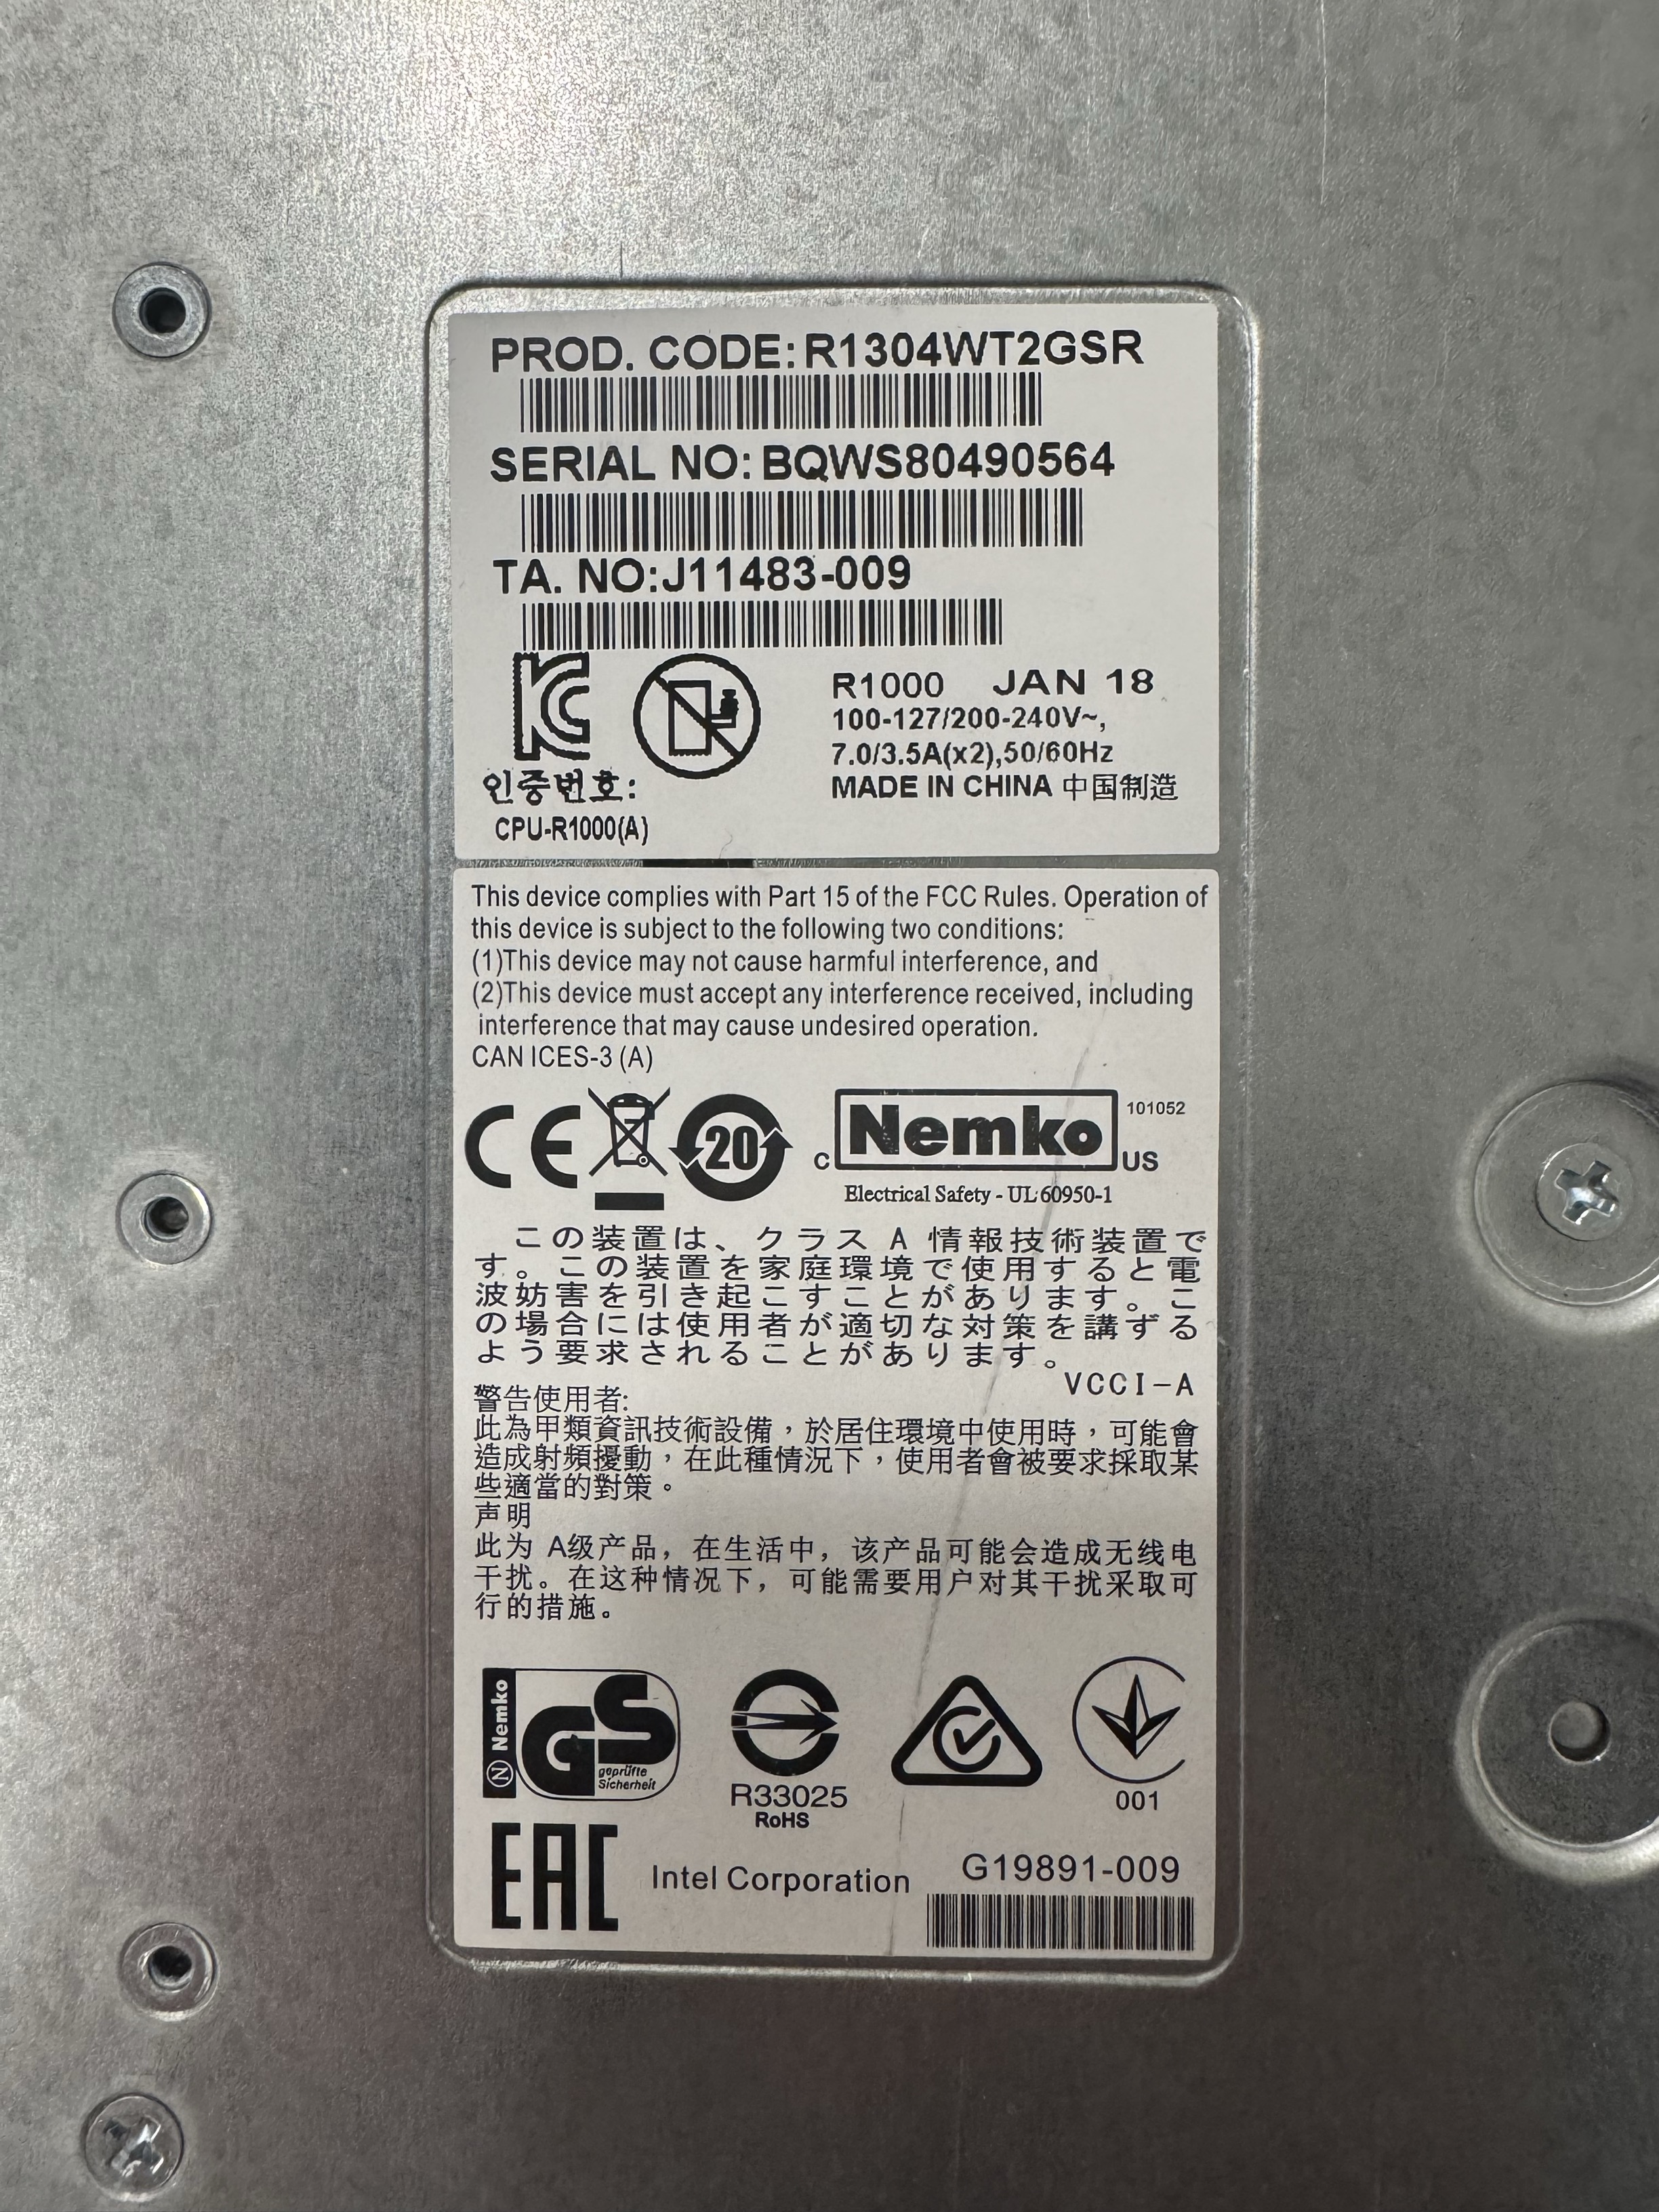 PROD. CODE: R1304WT2GSR
SERIAL NO: BQWS80490564
TA. NO:J11483-009
인증번호:
CPU-R1000(A)
R1000 JAN 18
100-127/200-240V~,
7.0/3.5A(x2),50/60Hz
MADE IN CHINA 中国制造
This device complies with Part 15 of the FCC Rules. Operation of
this device is subject to the following two conditions:
(1)This device may not cause harmful interference, and
(2)This device must accept any interference received, including
interference that may cause undesired operation.
CAN ICES-3 (A)
CE
20
Nemko
101052
C US
Electrical Safety - UL 60950-1
この装置は、クラス A 情報技術装置で
す。この装置を家庭環境で使用すると電
波妨害を引き起こすことがあります。こ
の場合には使用者が適切な対策を講ずる
よう要求されることがあります。
VCCI-A
警告使用者:
此為甲類資訊技術設備，於居住環境中使用時，可能會
造成射頻擾動，在此種情況下，使用者會被要求採取某
些適當的對策。
声明
此为 A级产品，在生活中，该产品可能会造成无线电
干扰。在这种情况下，可能需要用户对其干扰采取可
行的措施。
N Nemko
GS
geprüfte
Sicherheit
R33025
RoHS
001
EAC
Intel Corporation
G19891-009